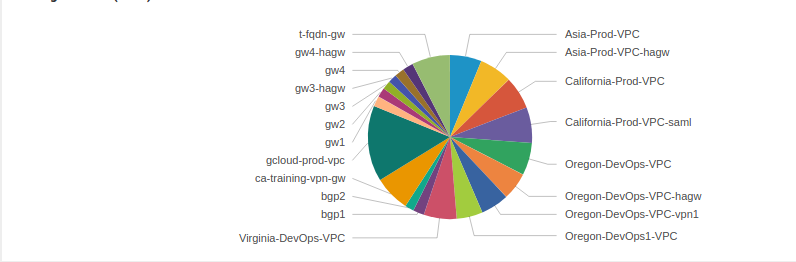 t-fqdn-gw
gw4-hagw
gw4
gw3-hagw
gw3
gw2
gw1
gcloud-prod-vpc
ca-training-vpn-gw
bgp2
bgp1
Virginia-DevOps-VPC
Asia-Prod-VPC
Asia-Prod-VPC-hagw
California-Prod-VPC
California-Prod-VPC-saml
Oregon-DevOps-VPC
Oregon-DevOps-VPC-hagw
Oregon-DevOps-VPC-vpn1
Oregon-DevOps1-VPC